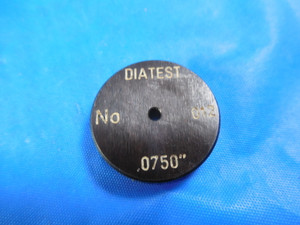 DIATEST
No
.0750"